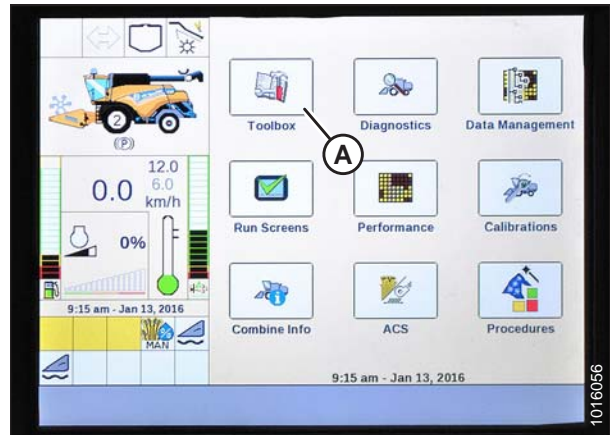 Toolbox
Diagnostics
Data Management
A
2
(P)
12.0
0.0
6.0
km/h
Run Screens
Performance
Calibrations
0%
9:15 am - Jan 13, 2016
MAN
Combine Info
ACS
Procedures
9:15 am - Jan 13, 2016
1016056